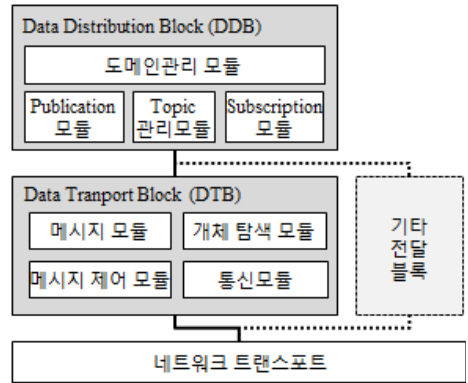 Data Distribution Block (DDB)
도메인관리 모듈
Publication
모듈
Topic
관리모듈
Subscription
모듈
Data Tranport Block (DTB)
메시지 모듈
개체 탐색 모듈
메시지 제어 모듈
통신모듈
기타
전달
블록
네트워크 트랜스포트